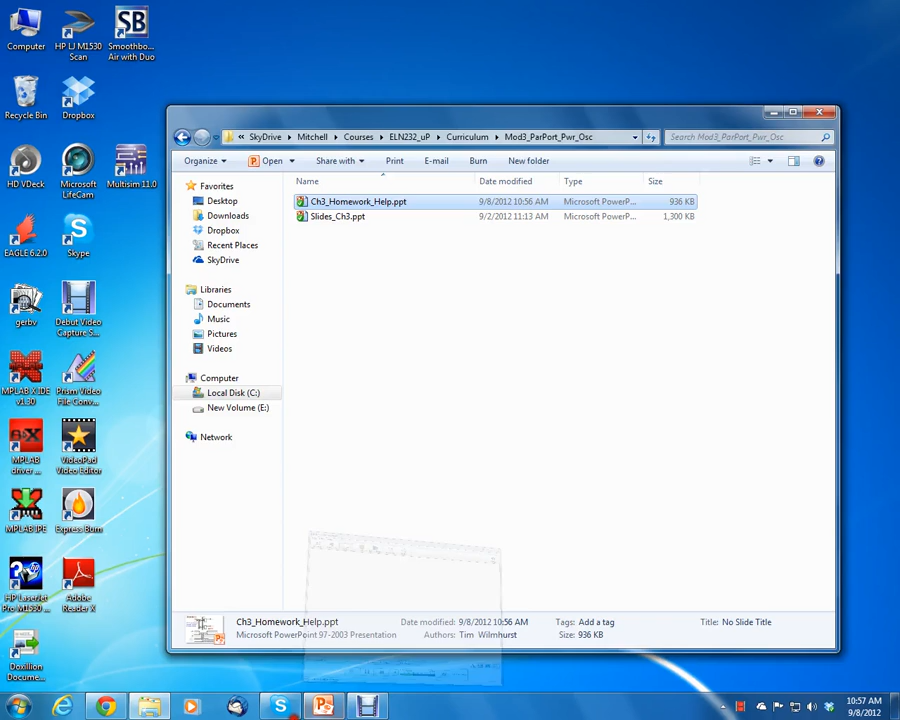 Computer
HP LJ M1530 Scan
Smoothbo... Air with Duo
Recycle Bin
Dropbox
HD VDeck
Microsoft LifeCam
Multisim 11.0
EAGLE 6.2.0
Skype
gerbv
Debut Video Capture S...
MPLAB X IDE v1.30
Prism Video File Conv...
MPLAB driver ...
VideoPad Video Editor
MPLAB IPE
Express Burn
HP LaserJet Pro M1530 ...
Adobe Reader X
Doxillion Docume...
SB
« SkyDrive Mitchell Courses ELN232_uP Curriculum Mod3_ParPort_Pwr_Osc
Search Mod3_ParPort_Pwr_Osc
Organize Open Share with Print E-mail Burn New folder
Name Date modified Type Size
Ch3_Homework_Help.ppt 9/8/2012 10:56 AM Microsoft PowerP... 936 KB
Slides_Ch3.ppt 9/2/2012 11:13 AM Microsoft PowerP... 1,300 KB
Favorites
Desktop
Downloads
Dropbox
Recent Places
SkyDrive
Libraries
Documents
Music
Pictures
Videos
Computer
Local Disk (C:)
New Volume (E:)
Network
Ch3_Homework_Help.ppt Date modified: 9/8/2012 10:56 AM Tags: Add a tag Title: No Slide Title
Microsoft PowerPoint 97-2003 Presentation Authors: Tim Wilmhurst Size: 936 KB
10:57 AM
9/8/2012